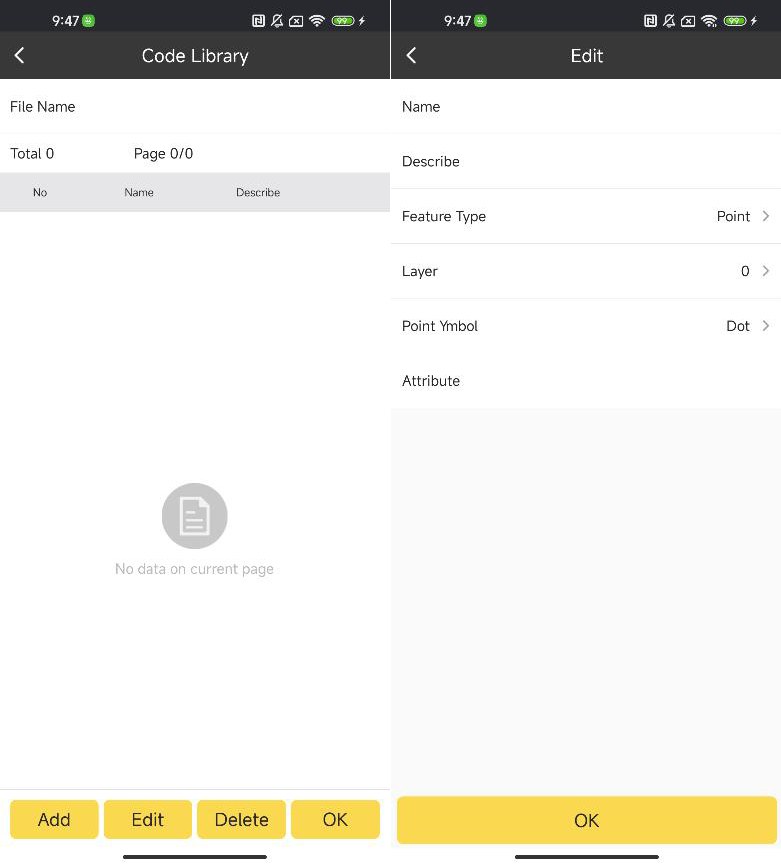 9:47
99
Code Library
File Name
Total 0 Page 0/0
No Name Describe
No data on current page
Add Edit Delete OK
9:47
99
Edit
Name
Describe
Feature Type Point
Layer 0
Point Ymbol Dot
Attribute
OK